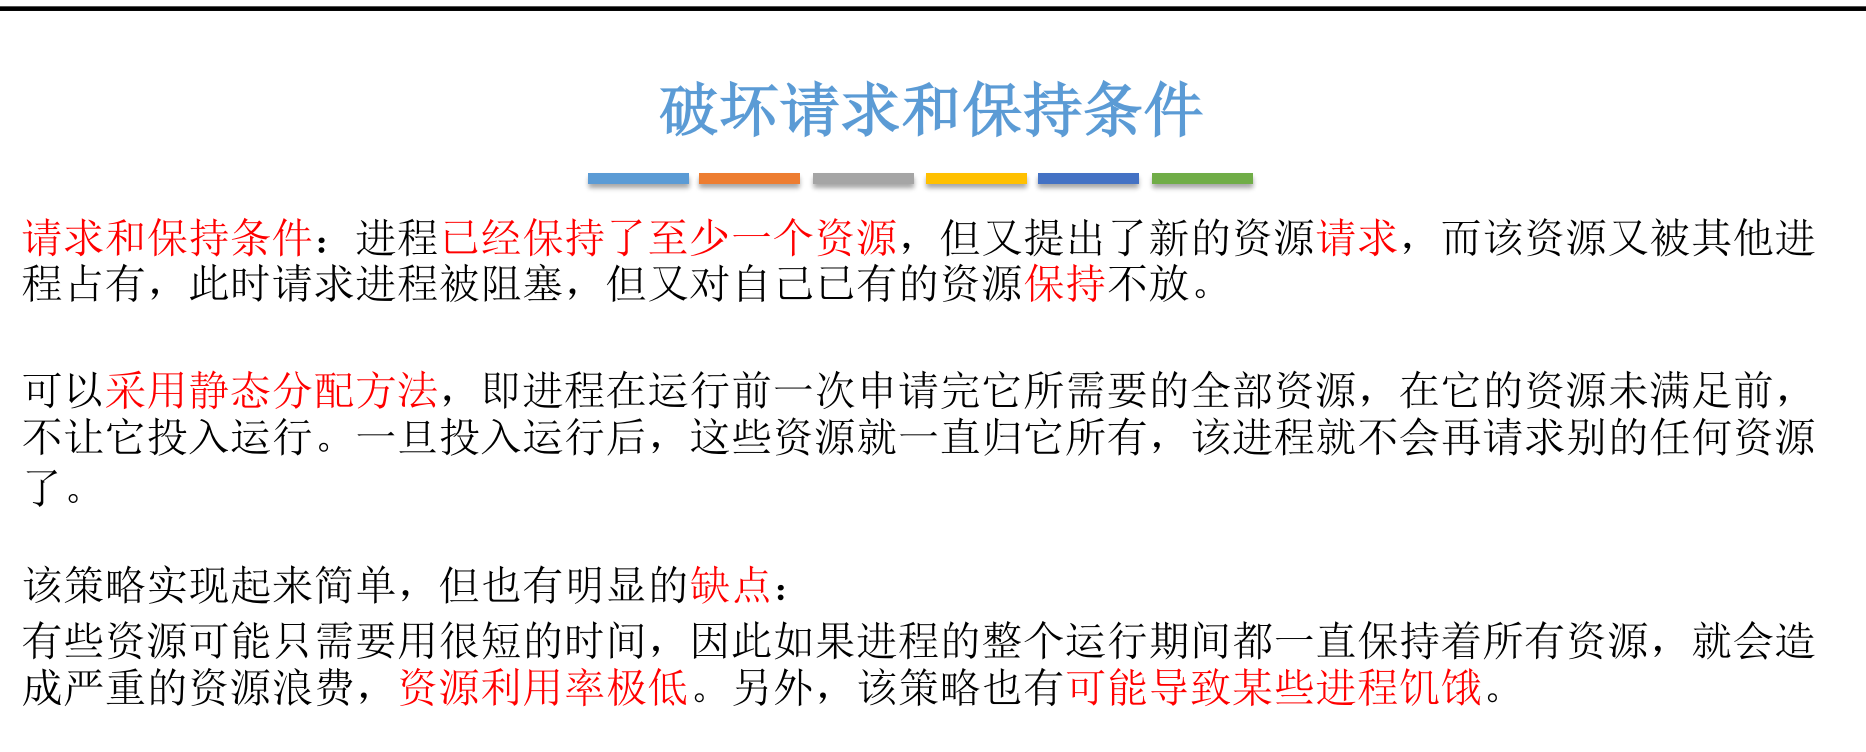 破坏请求和保持条件
请求和保持条件：进程已经保持了至少一个资源，但又提出了新的资源请求，而该资源又被其他进
程占有，此时请求进程被阻塞，但又对自己已有的资源保持不放。
可以采用静态分配方法，即进程在运行前一次申请完它所需要的全部资源，在它的资源未满足前，
不让它投入运行。一旦投入运行后，这些资源就一直归它所有，该进程就不会再请求别的任何资源
了。
该策略实现起来简单，但也有明显的缺点：
有些资源可能只需要用很短的时间，因此如果进程的整个运行期间都一直保持着所有资源，就会造
成严重的资源浪费，资源利用率极低。另外，该策略也有可能导致某些进程饥饿。